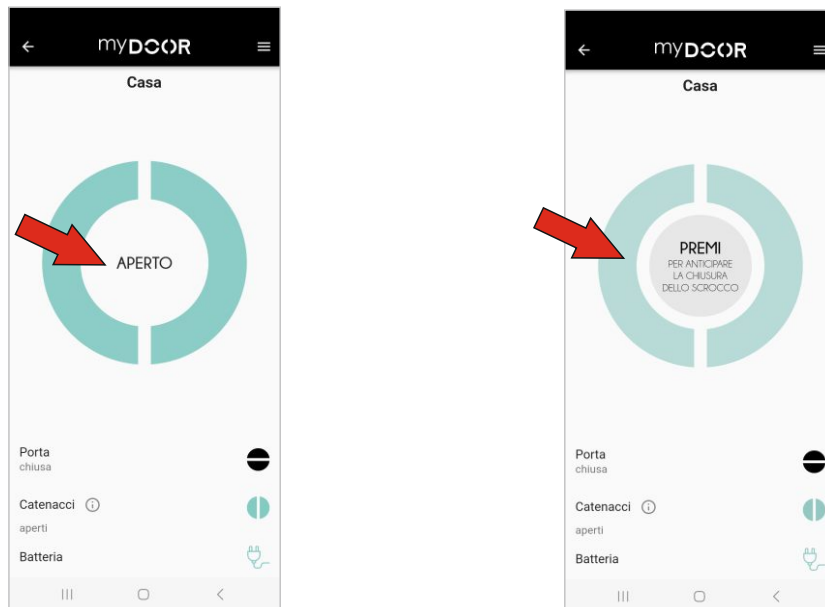 myDOOR
Casa
APERTO
Porta
chiusa
Catenacci
aperti
Batteria
myDOOR
Casa
PREMI
PER ANTICIPARE
LA CHIUSURA
DELLO SCROCCO
Porta
chiusa
Catenacci
aperti
Batteria